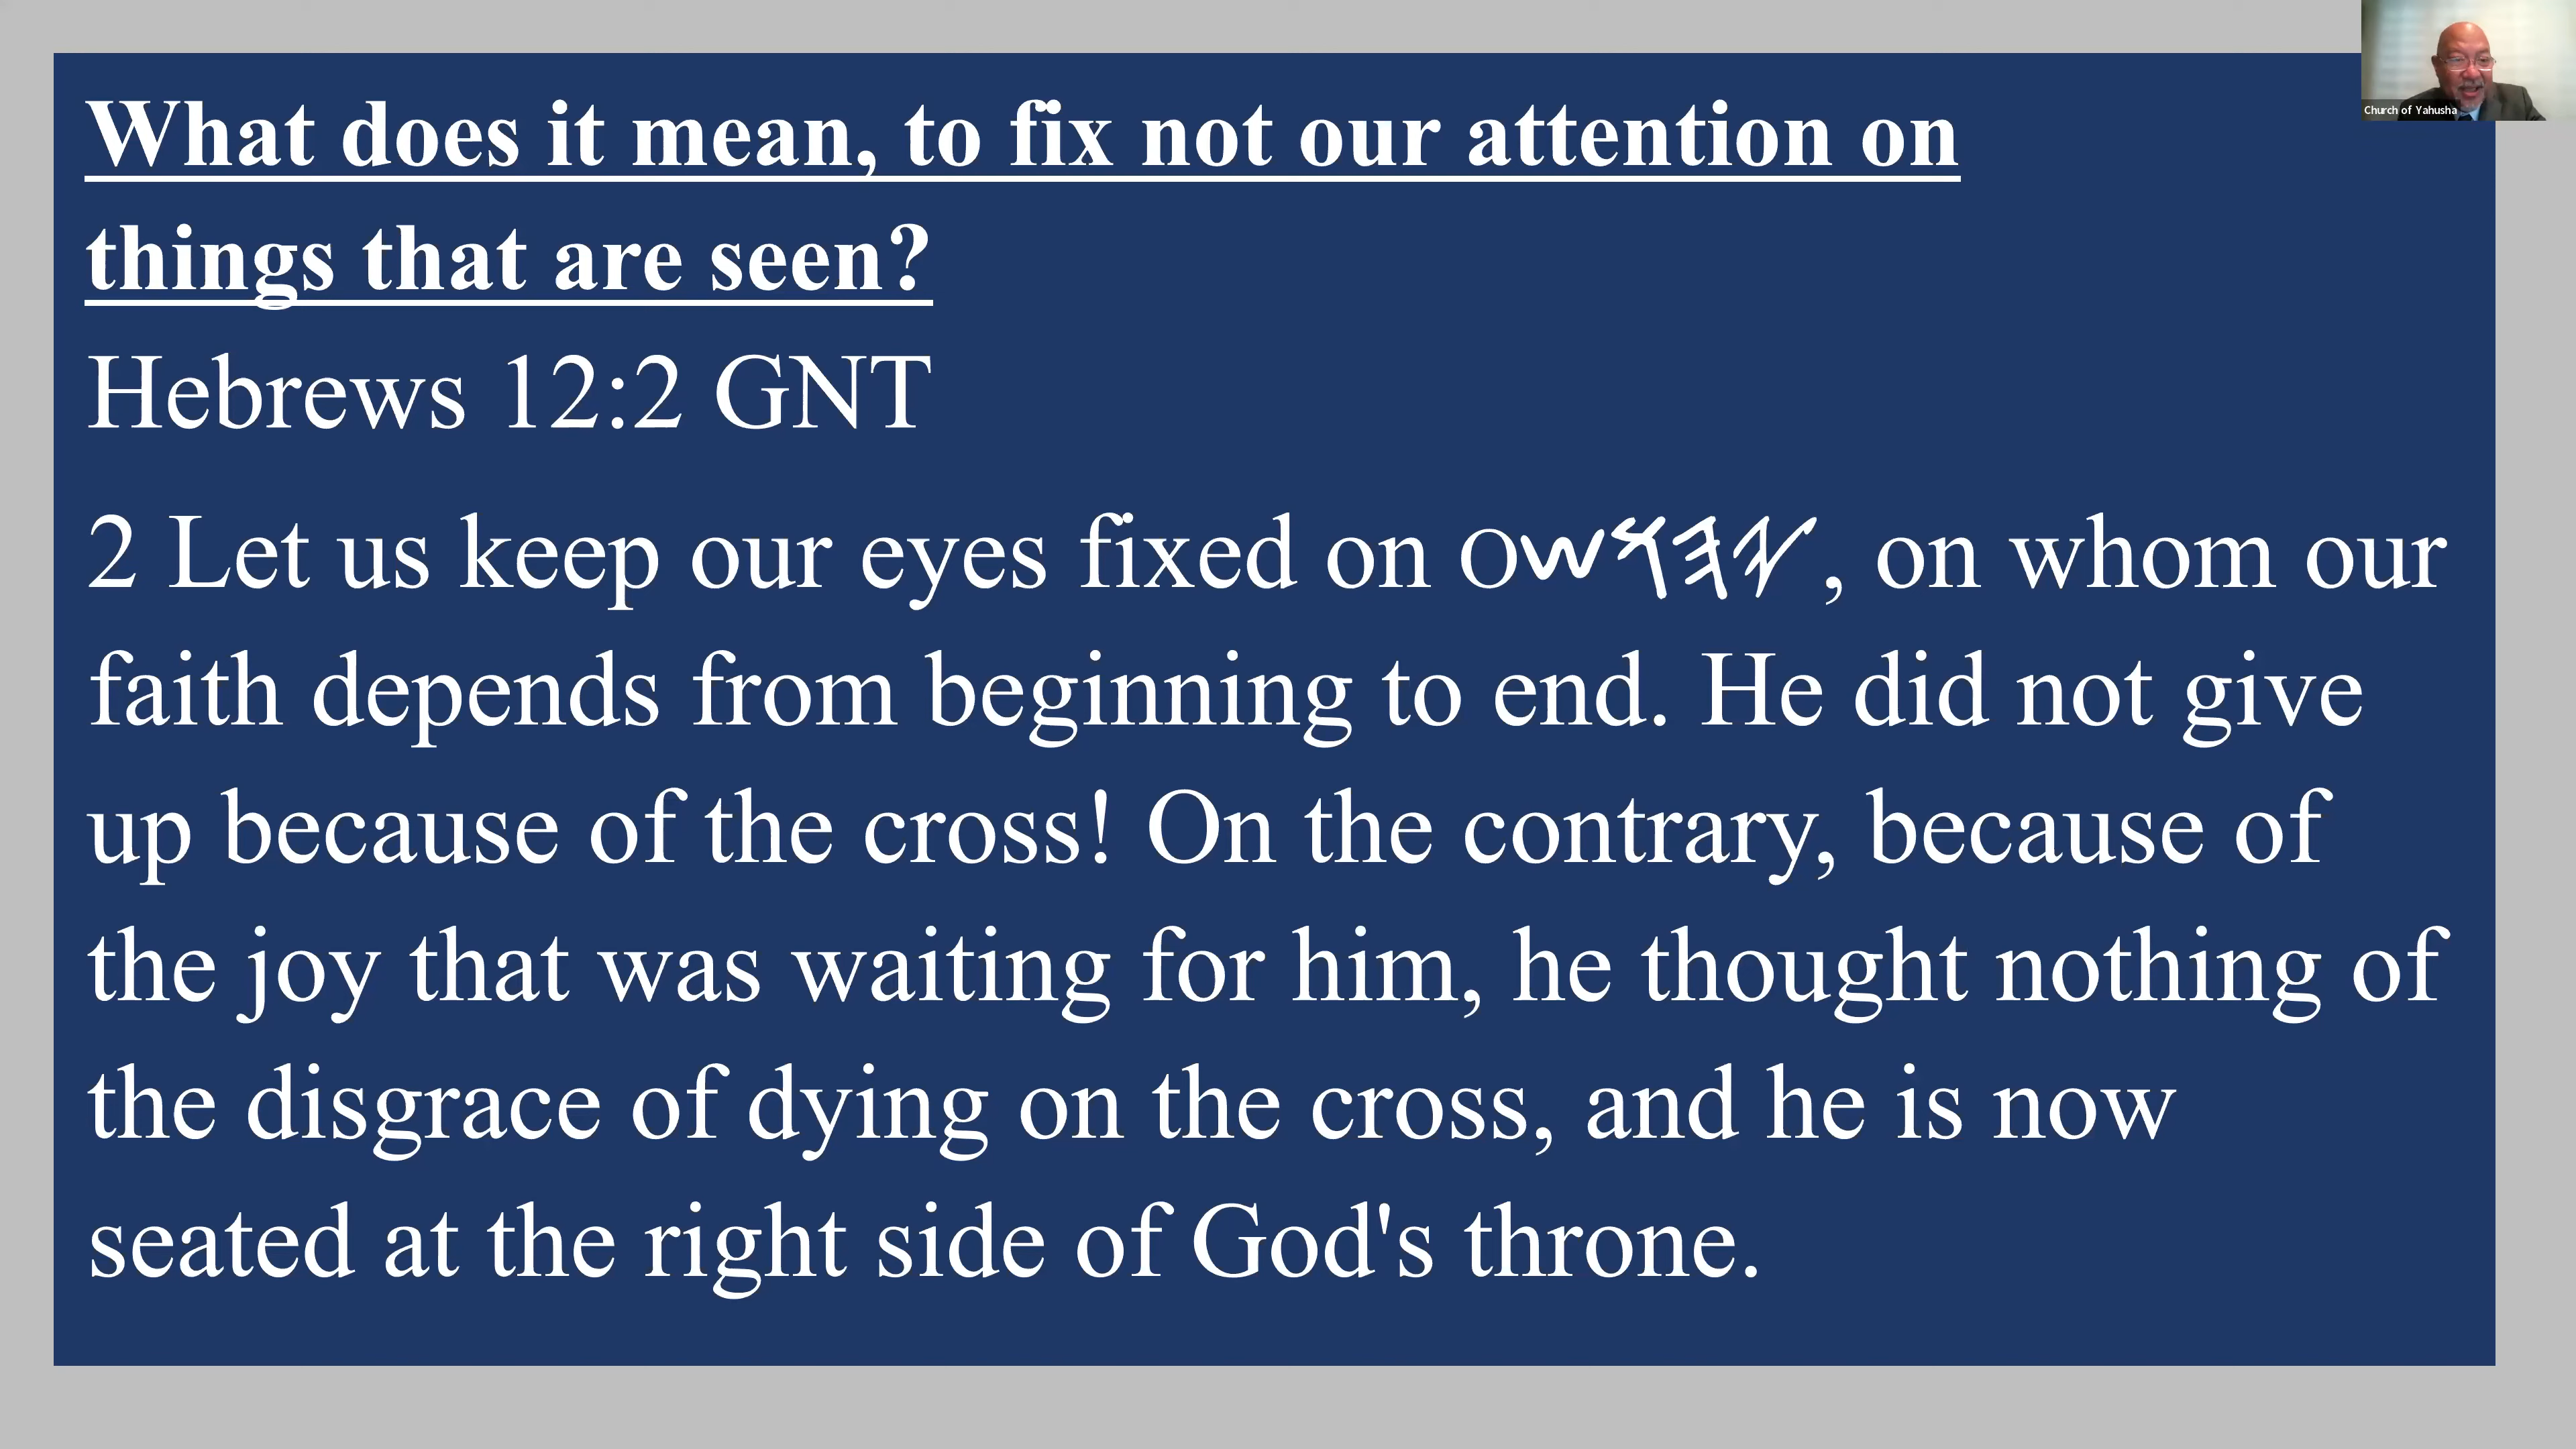 What does it mean, to fix not our attention on
things that are seen?
Hebrews 12:2 GNT
2 Let us keep our eyes fixed on 𐤉𐤄𐤅𐤔𐤏, on whom our
faith depends from beginning to end. He did not give
up because of the cross! On the contrary, because of
the joy that was waiting for him, he thought nothing of
the disgrace of dying on the cross, and he is now
seated at the right side of God's throne.
Church of Yahusha